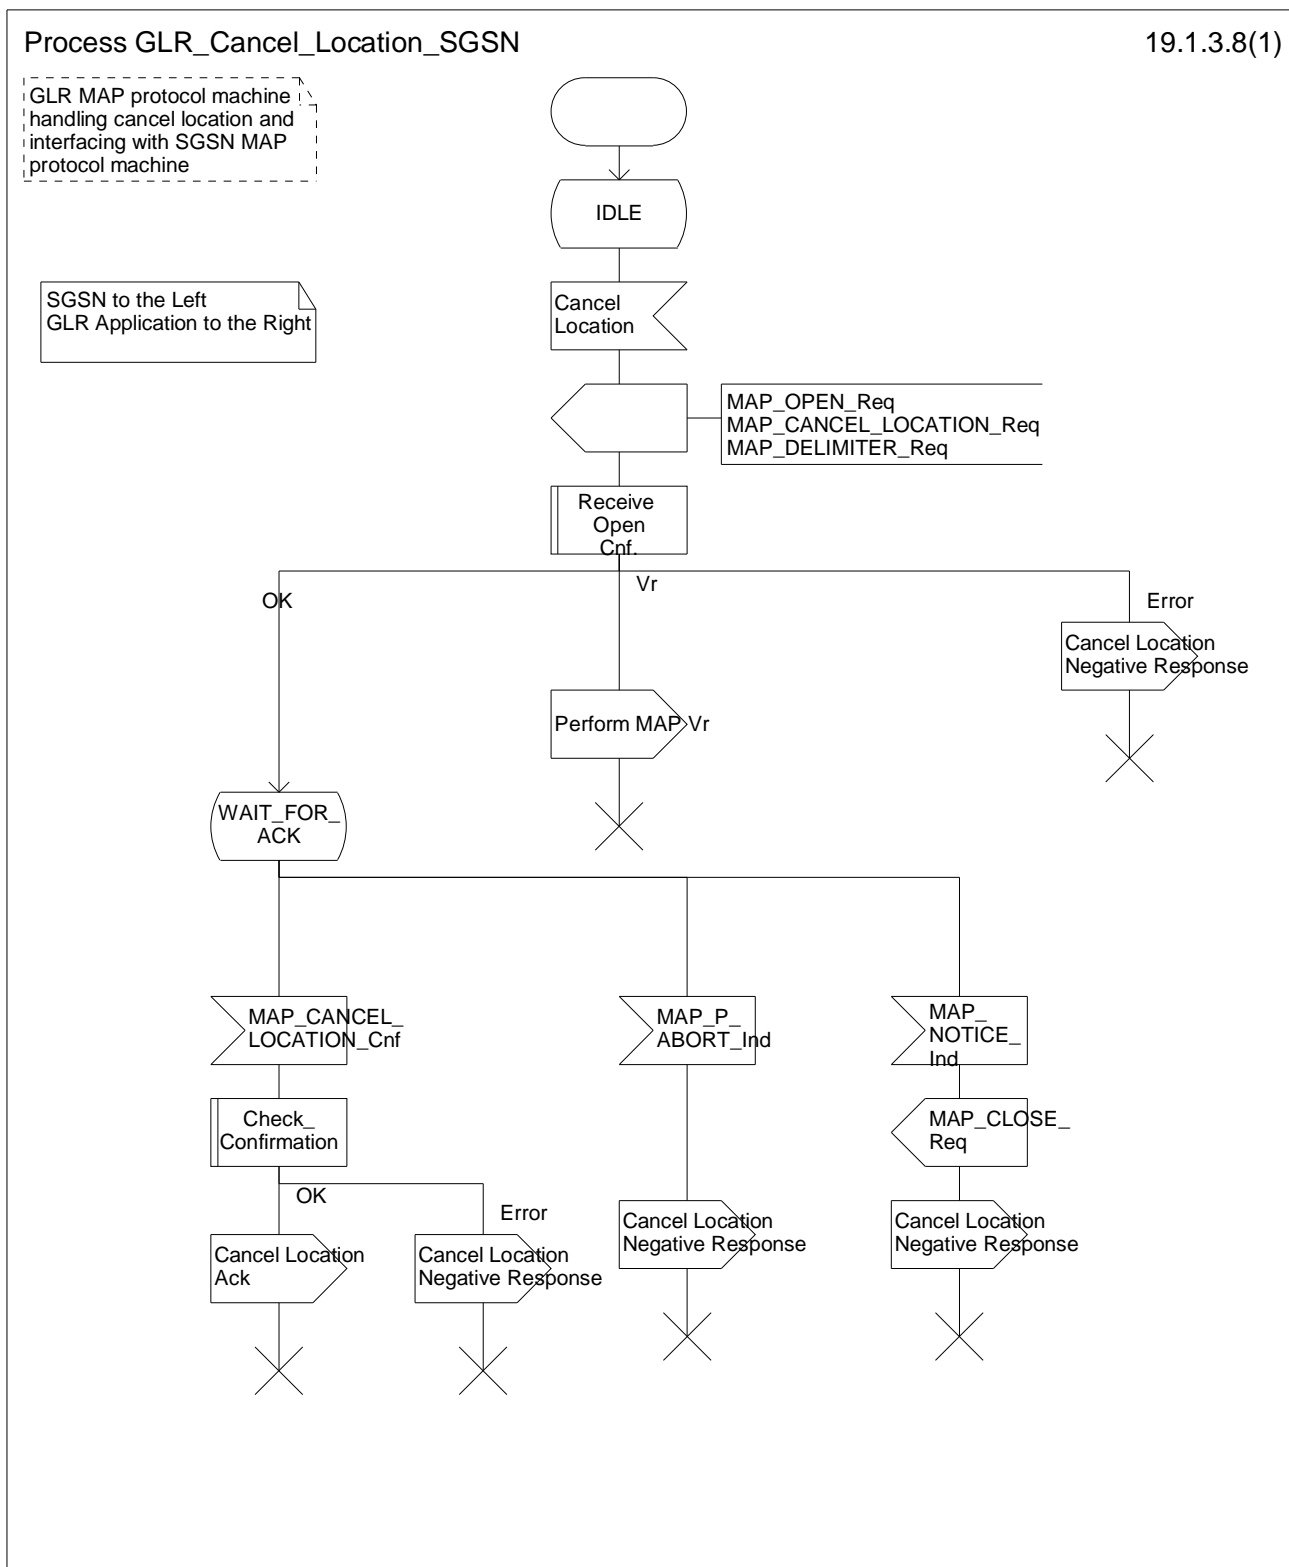 Process GLR_Cancel_Location_SGSN
19.1.3.8(1)
GLR MAP protocol machine
handling cancel location and
interfacing with SGSN MAP
protocol machine
IDLE
SGSN to the Left
GLR Application to the Right
Cancel
Location
MAP_OPEN_Req
MAP_CANCEL_LOCATION_Req
MAP_DELIMITER_Req
Receive
Open
Cnf.
OK
Vr
Error
Cancel Location
Negative Response
Perform MAP Vr
WAIT_FOR_
ACK
MAP_CANCEL_
LOCATION_Cnf
MAP_P_
ABORT_Ind
MAP_
NOTICE_
Ind
Check_
Confirmation
MAP_CLOSE_
Req
OK
Error
Cancel Location
Ack
Cancel Location
Negative Response
Cancel Location
Negative Response
Cancel Location
Negative Response